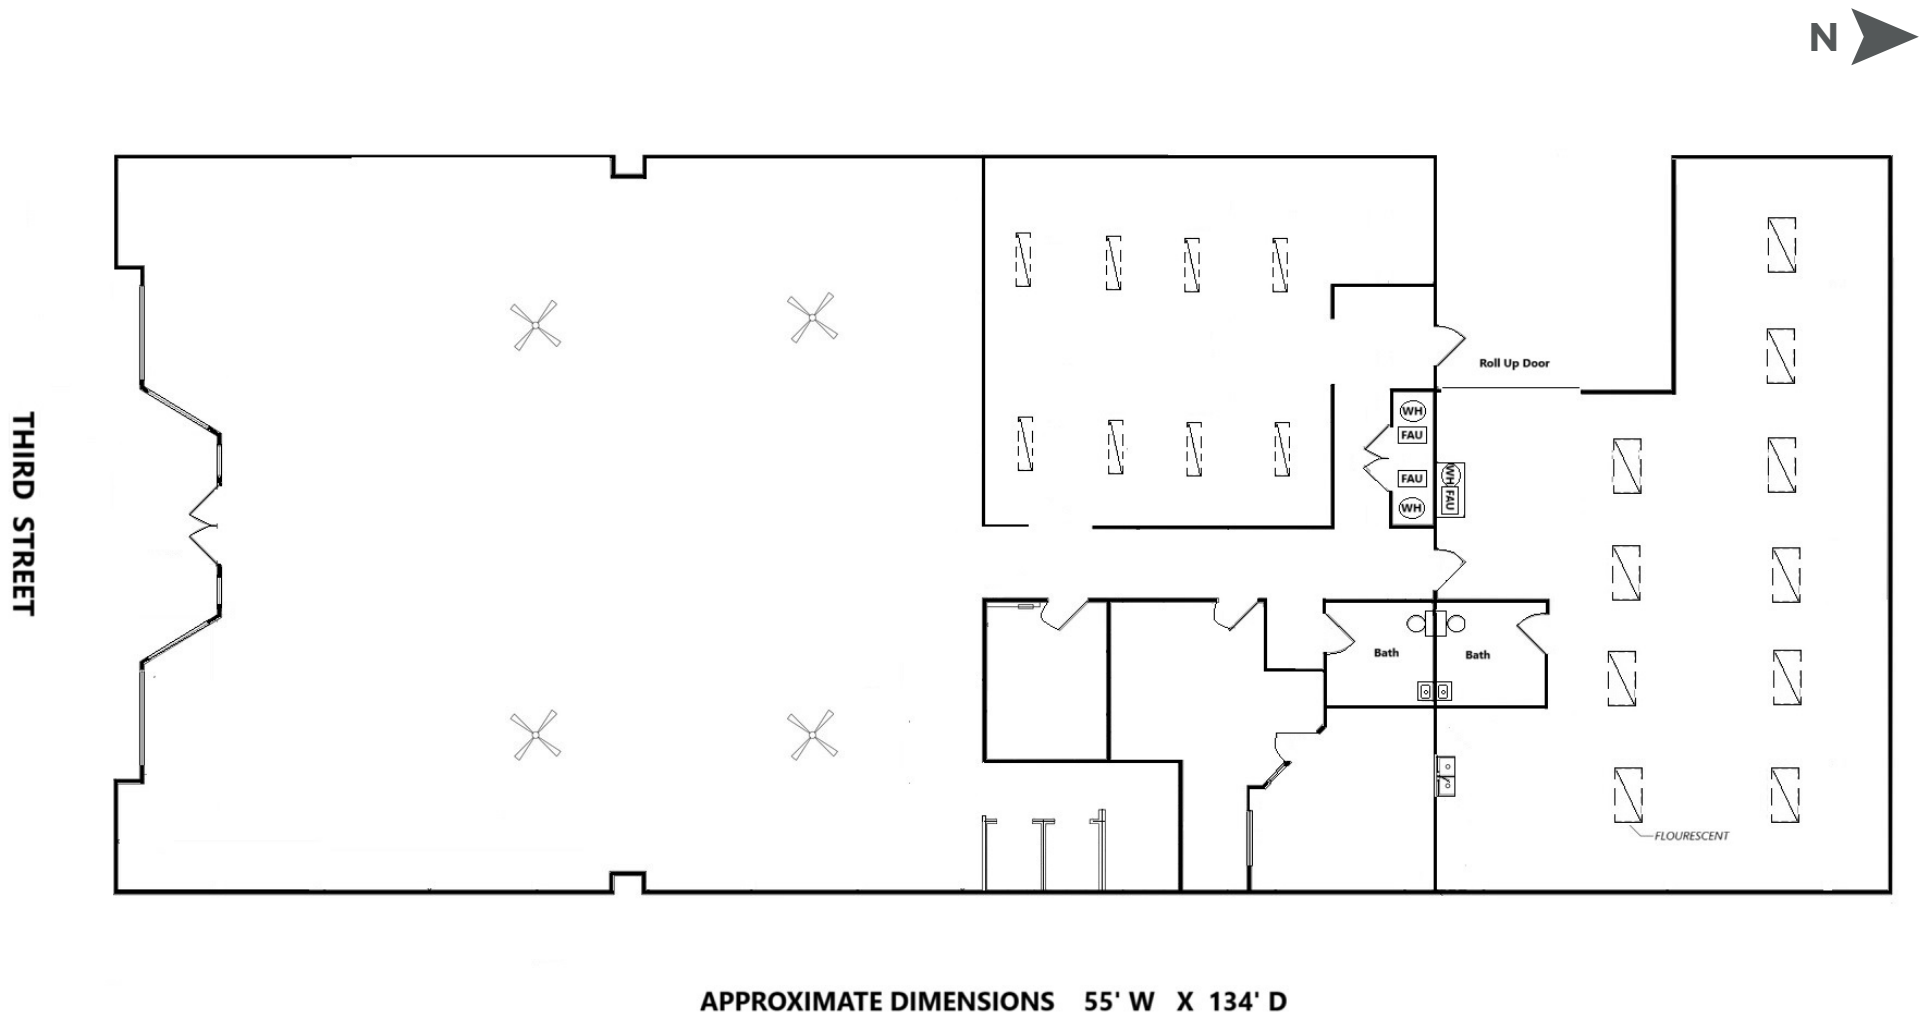 N
Roll Up Door
WH
FAU
FAU
WH
WH
FAU
THIRD STREET
Bath
Bath
FLOURESCENT
APPROXIMATE DIMENSIONS 55' W X 134' D